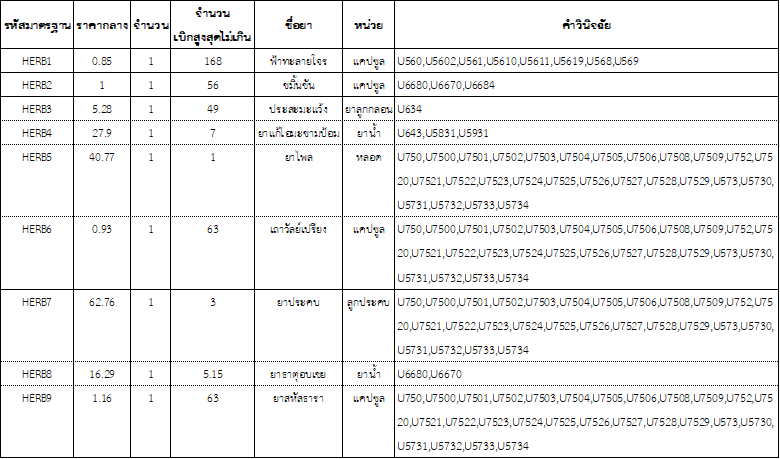 รหัสมาตรฐาน ราคากลาง จำนวน จำนวน เบิกสูงสุดไม่เกิน ชื่อยา หน่วย คำวินิจฉัย
HERB1 0.85 1 168 ฟ้าทะลายโจร แคปซูล U560,U5602,U561,U5610,U5611,U5619,U568,U569
HERB2 1 1 56 ขมิ้นชัน แคปซูล U6680,U6670,U6684
HERB3 5.28 1 49 ประสะมะแว้ง ยาลูกกลอน U634
HERB4 27.9 1 7 ยาแก้ไอมะขามป้อม ยาน้ำ U643,U5831,U5931
HERB5 40.77 1 1 ยาไพล หลอด U750,U7500,U7501,U7502,U7503,U7504,U7505,U7506,U7508,U7509,U752,U75
20,U7521,U7522,U7523,U7524,U7525,U7526,U7527,U7528,U7529,U573,U5730,
U5731,U5732,U5733,U5734
HERB6 0.93 1 63 เถาวัลย์เปรียง แคปซูล U750,U7500,U7501,U7502,U7503,U7504,U7505,U7506,U7508,U7509,U752,U75
20,U7521,U7522,U7523,U7524,U7525,U7526,U7527,U7528,U7529,U573,U5730,
U5731,U5732,U5733,U5734
HERB7 62.76 1 3 ยาประคบ ลูกประคบ U750,U7500,U7501,U7502,U7503,U7504,U7505,U7506,U7508,U7509,U752,U75
20,U7521,U7522,U7523,U7524,U7525,U7526,U7527,U7528,U7529,U573,U5730,
U5731,U5732,U5733,U5734
HERB8 16.29 1 5.15 ยาธาตุอบเชย ยาน้ำ U6680,U6670
HERB9 1.16 1 63 ยาสหัสธารา แคปซูล U750,U7500,U7501,U7502,U7503,U7504,U7505,U7506,U7508,U7509,U752,U75
20,U7521,U7522,U7523,U7524,U7525,U7526,U7527,U7528,U7529,U573,U5730,
U5731,U5732,U5733,U5734